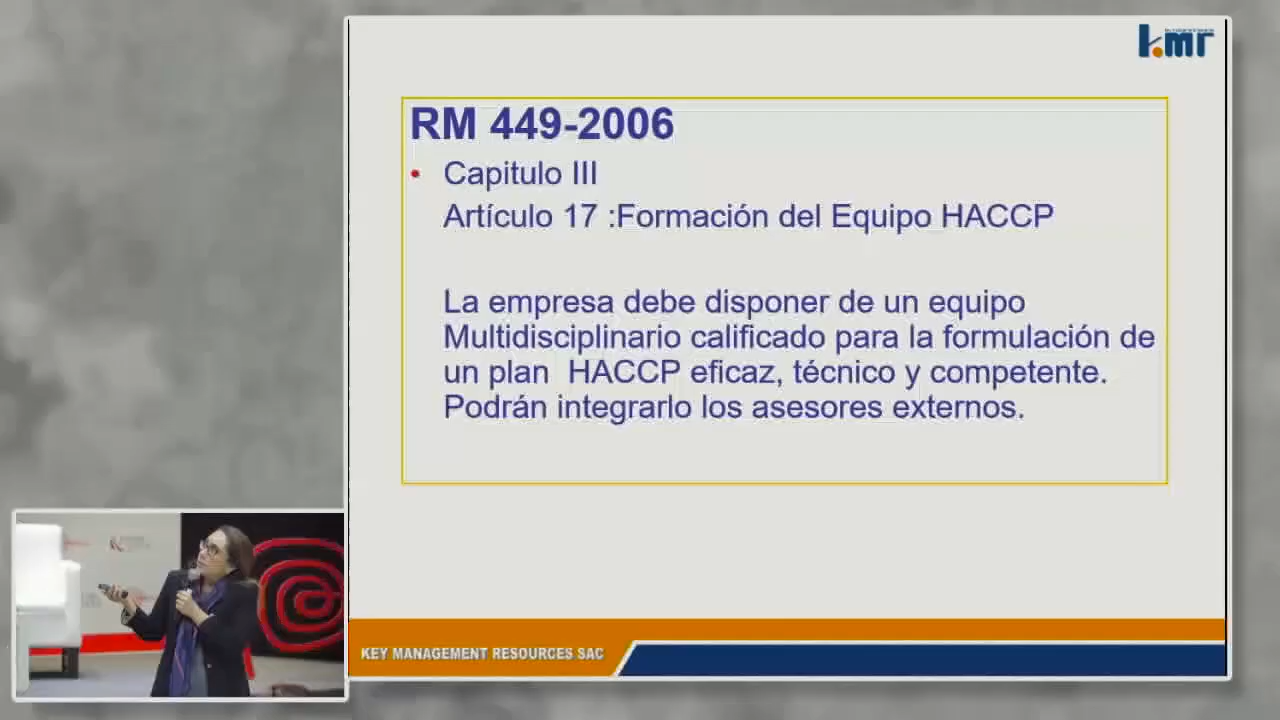 kmr
RM 449-2006
• Capitulo III
Artículo 17 :Formación del Equipo HACCP
La empresa debe disponer de un equipo
Multidisciplinario calificado para la formulación de
un plan  HACCP eficaz, técnico y competente.
Podrán integrarlo los asesores externos.
KEY MANAGEMENT RESOURCES SAC